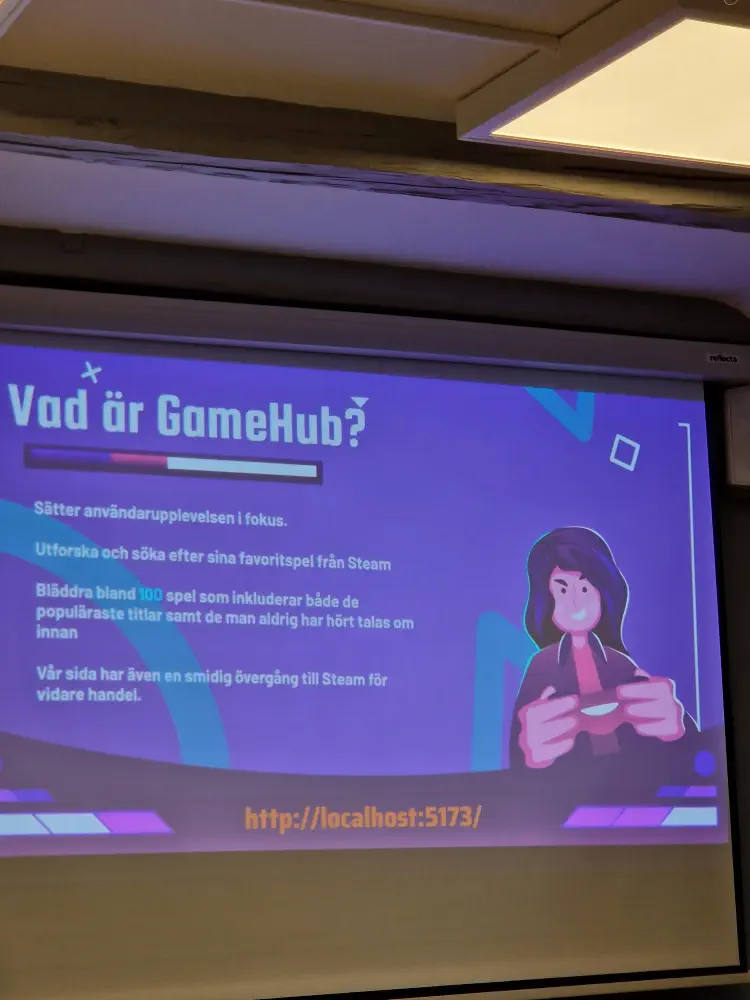 reflecta
Vad är GameHub?
Sätter användarupplevelsen i fokus.
Utforska och söka efter sina favoritspel från Steam
Bläddra bland 100 spel som inkluderar både de
populäraste titlar samt de man aldrig har hört talas om
innan
Vår sida har även en smidig övergång till Steam för
vidare handel.
http://localhost:5173/